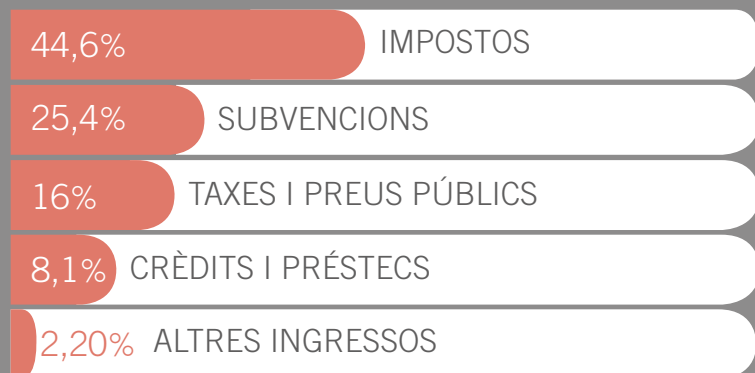 44,6% IMPOSTOS
25,4% SUBVENCIONS
16% TAXES I PREUS PÚBLICS
8,1% CRÈDITS I PRÉSTECS
2,20% ALTRES INGRESSOS